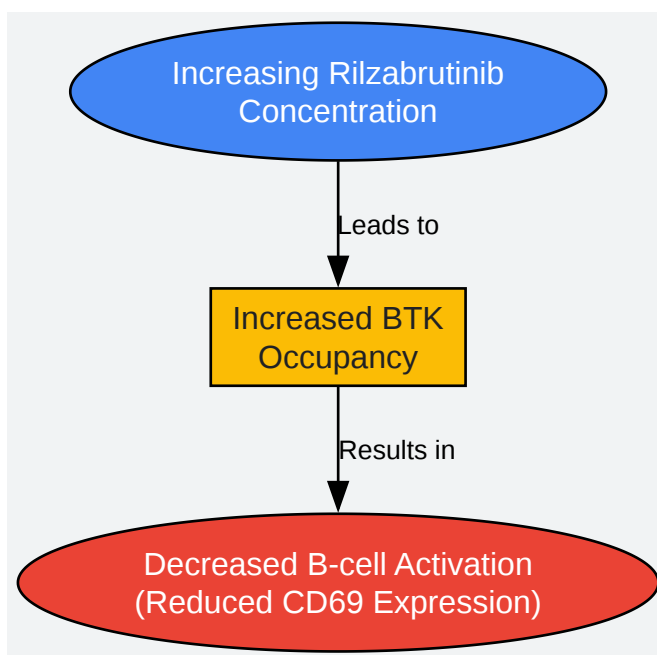 Increasing Rilzabrutinib
Concentration
Leads to
Increased BTK
Occupancy
Results in
Decreased B-cell Activation
(Reduced CD69 Expression)